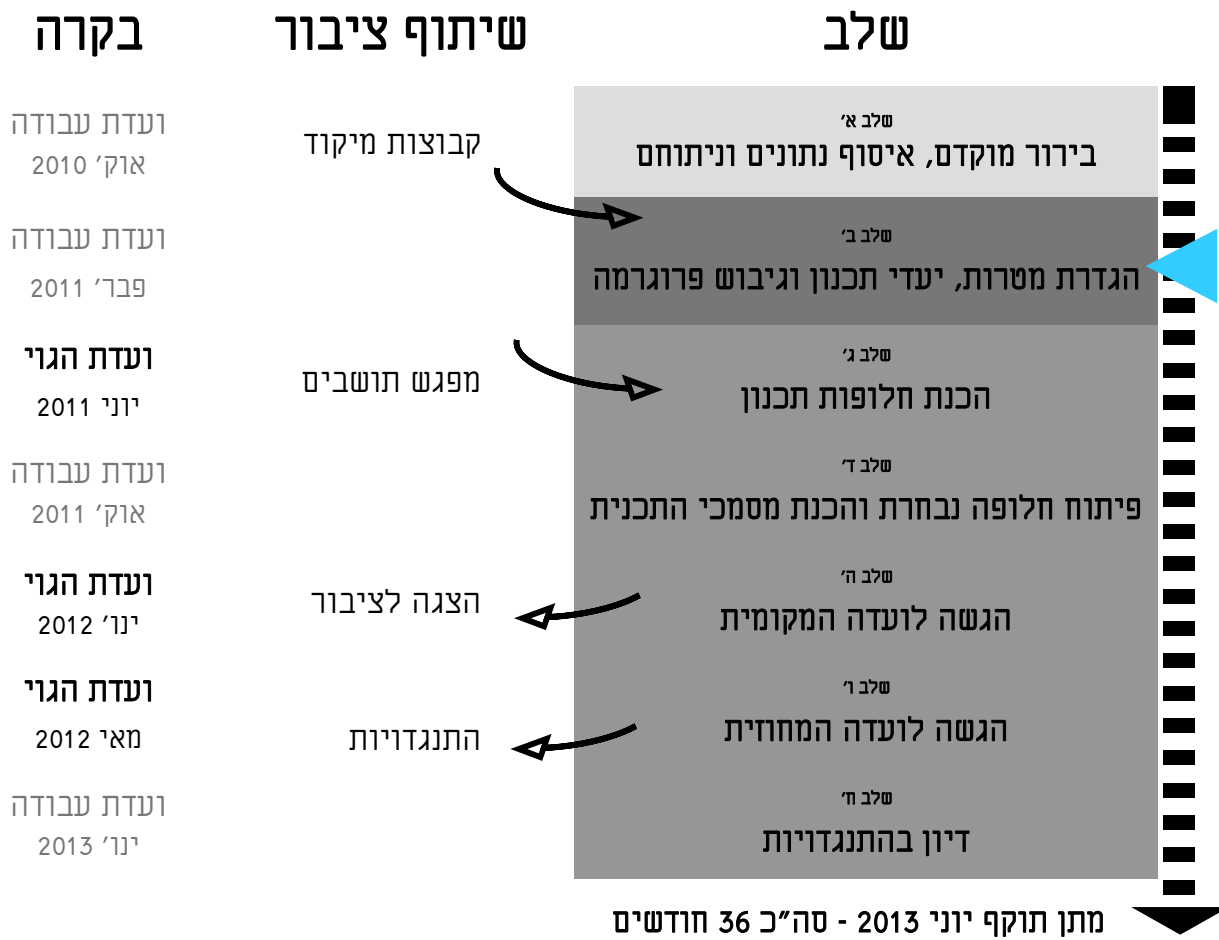 שלב
שיתוף ציבור
בקרה
שלב א'
בירור מוקדם, איסוף נתונים וניתוחם
קבוצות מיקוד
ועדת עבודה
אוק' 2010
שלב ב'
הגדרת מטרות, יעדי תכנון וגיבוש פרוגרמה
ועדת עבודה
פבר' 2011
שלב ג'
הכנת חלופות תכנון
מפגש תושבים
ועדת הגוי
יוני 2011
שלב ד'
פיתוח חלופה נבחרת והכנת מסמכי התכנית
ועדת עבודה
אוק' 2011
שלב ה'
הגשה לועדה המקומית
הצגה לציבור
ועדת הגוי
ינו' 2012
שלב ו'
הגשה לועדה המחוזית
התנגדויות
ועדת הגוי
מאי 2012
שלב ח'
דיון בהתנגדויות
ועדת עבודה
ינו' 2013
מתן תוקף יוני 2013 - סה"כ 36 חודשים